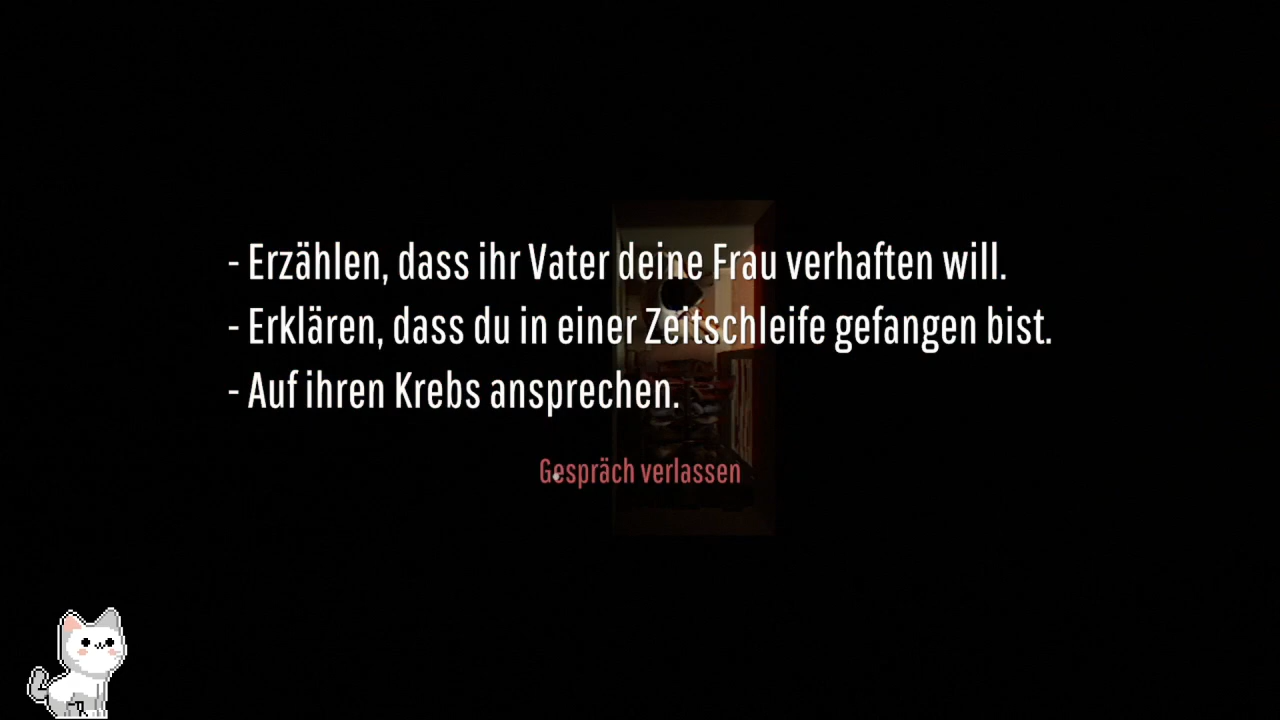 - Erzählen, dass ihr Vater deine Frau verhaften will.
- Erklären, dass du in einer Zeitschleife gefangen bist.
- Auf ihren Krebs ansprechen.
Gespräch verlassen